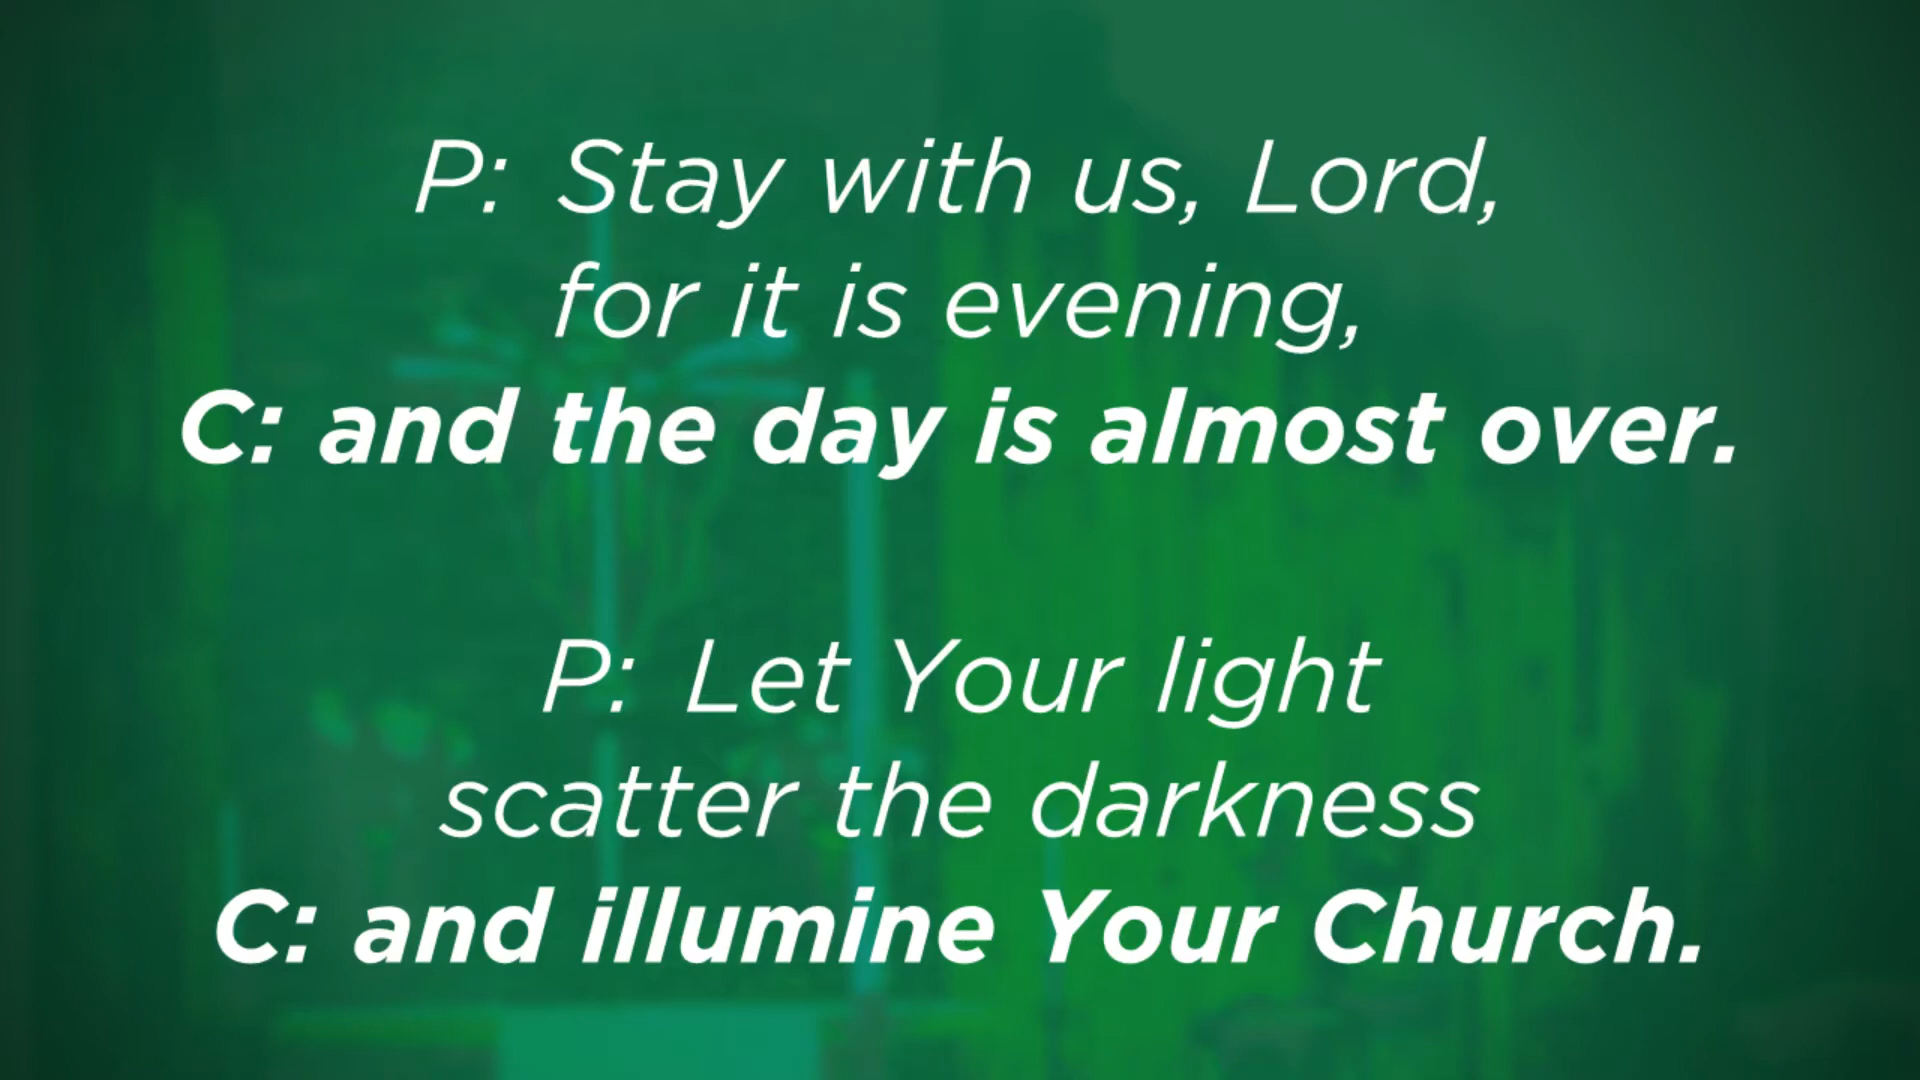 P: Stay with us, Lord,
for it is evening,
C: and the day is almost over.
P: Let Your light
scatter the darkness
C: and illumine Your Church.